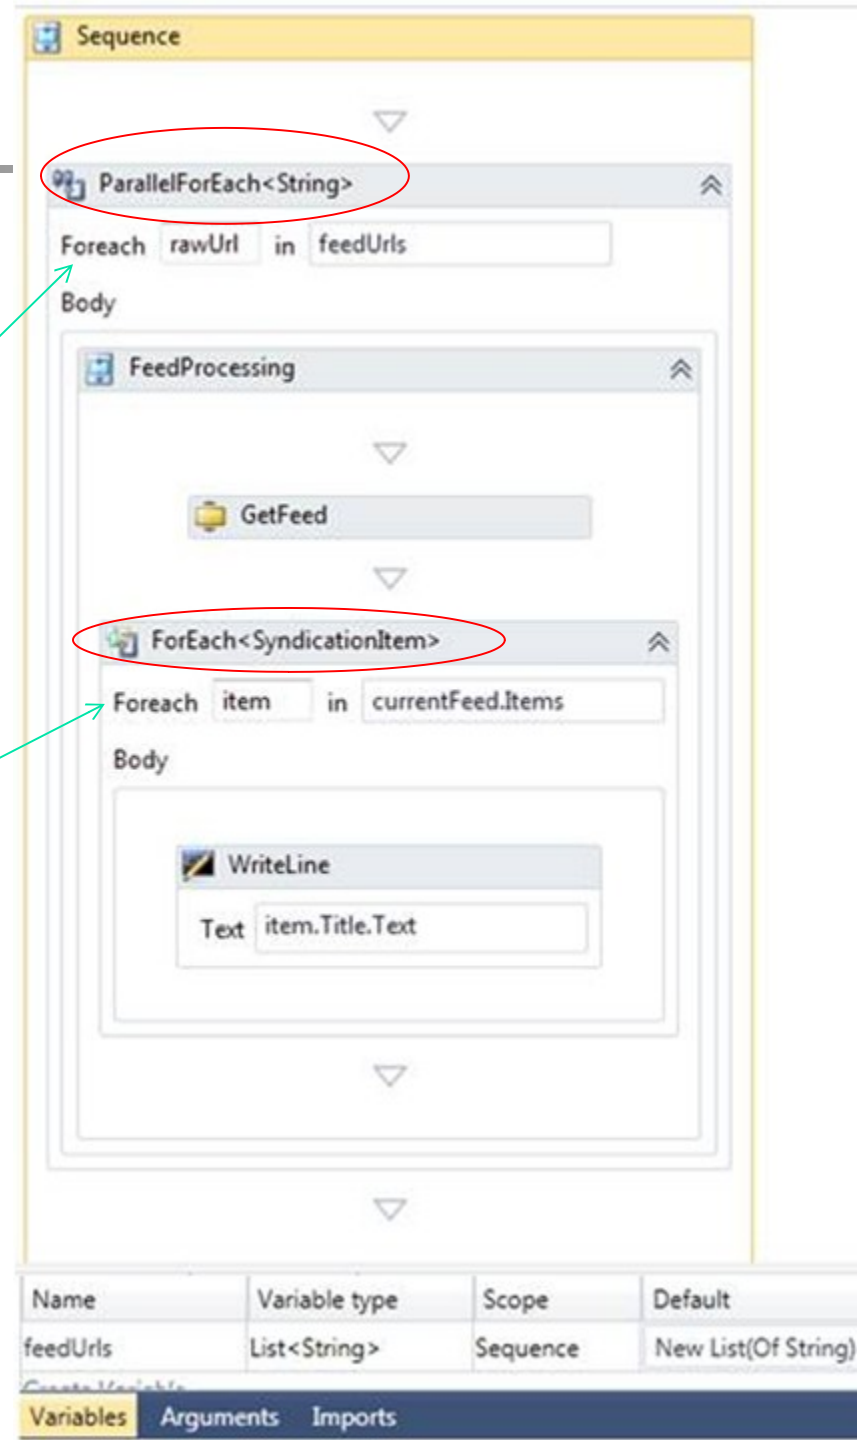 Sequence
ParallelForEach<String>
Foreach rawUrl in feedUrls
Body
FeedProcessing
GetFeed
ForEach<SyndicationItem>
Foreach item in currentFeed.Items
Body
WriteLine
Text item.Title.Text
Name Variable type Scope Default
feedUrls List<String> Sequence New List(Of String)
Create Variable
Variables Arguments Imports